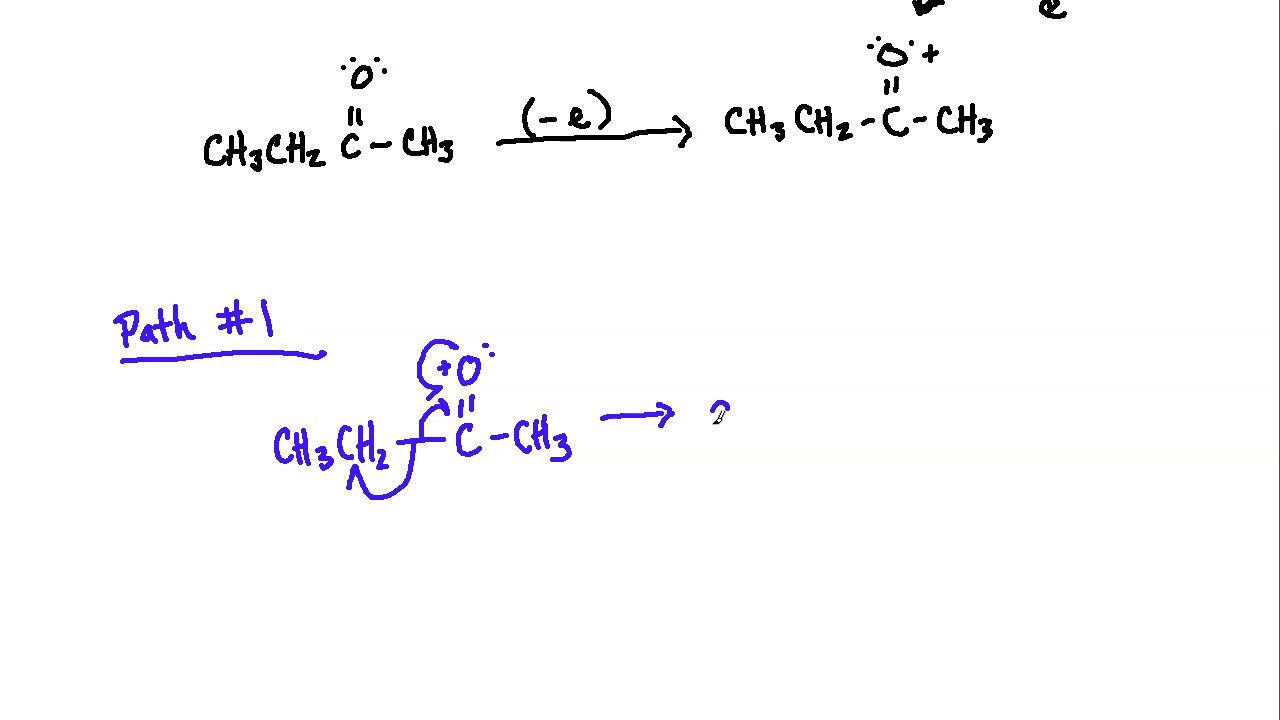 e
:O: :O· +
|| ||
CH₃CH₂ C – CH₃ (–e) → CH₃CH₂ – C – CH₃
Path #1
+O:
||
CH₃CH₂ — C – CH₃ →